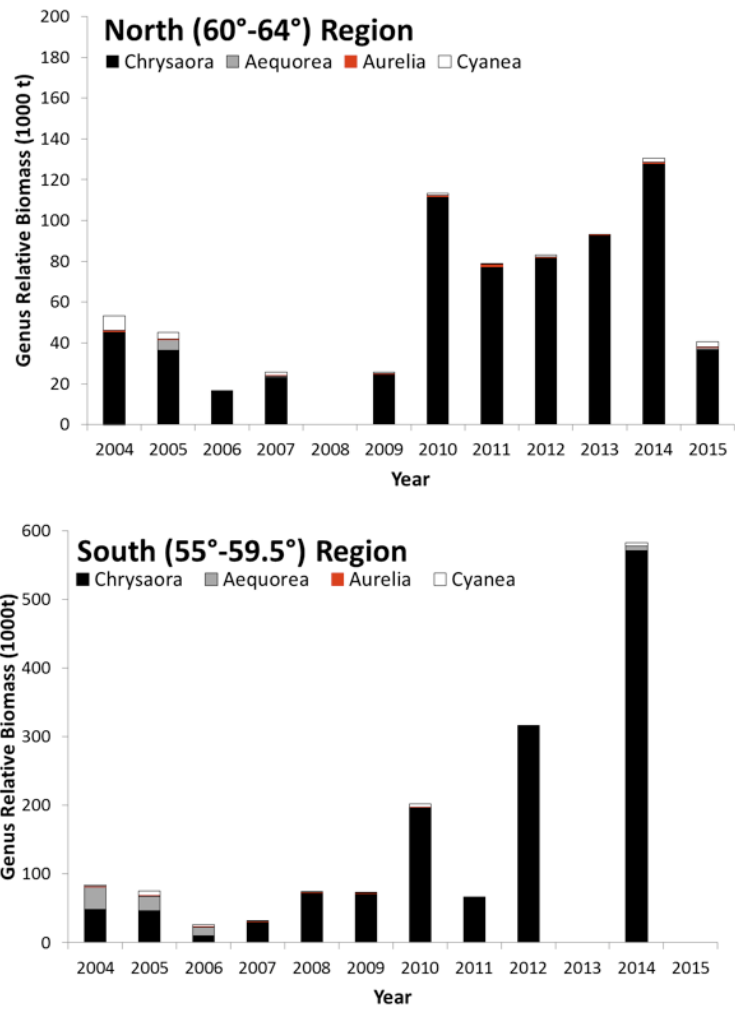 North (60°-64°) Region
Chrysaora Aequorea Aurelia Cyanea
Genus Relative Biomass (1000 t)
200
180
160
140
120
100
80
60
40
20
0
2004 2005 2006 2007 2008 2009 2010 2011 2012 2013 2014 2015
Year
South (55°-59.5°) Region
Chrysaora Aequorea Aurelia Cyanea
Genus Relative Biomass (1000t)
600
500
400
300
200
100
0
2004 2005 2006 2007 2008 2009 2010 2011 2012 2013 2014 2015
Year